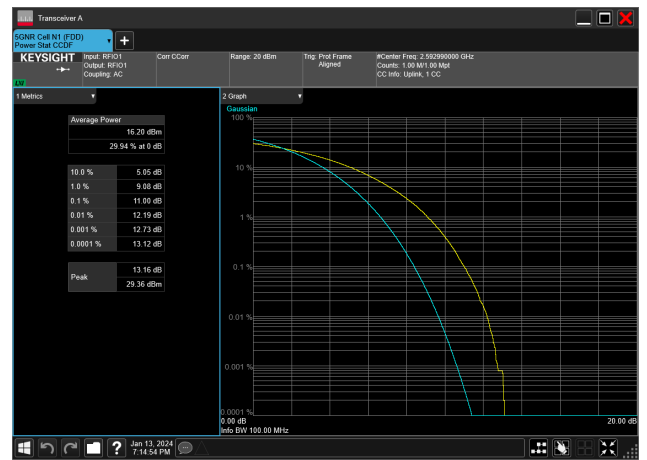 Transceiver A
5GNR Cell N1 (FDD)
Power Stat CCDF
KEYSIGHT
LXI
Input: RFIO1
Output: RFIO1
Coupling: AC
Corr CCorr
Range: 20 dBm
Trig: Prot Frame
Aligned
#Center Freq: 2.592990000 GHz
Counts: 1.00 M/1.00 Mpt
CC Info: Uplink, 1 CC
1 Metrics
Average Power
16.20 dBm
29.94 % at 0 dB
10.0 % 5.05 dB
1.0 % 9.08 dB
0.1 % 11.00 dB
0.01 % 12.19 dB
0.001 % 12.73 dB
0.0001 % 13.12 dB
Peak
13.16 dB
29.36 dBm
2 Graph
Gaussian
100 %
10 %
1 %
0.1 %
0.01 %
0.001 %
0.0001 %
0.00 dB
20.00 dB
Info BW 100.00 MHz
Jan 13, 2024
7:14:54 PM